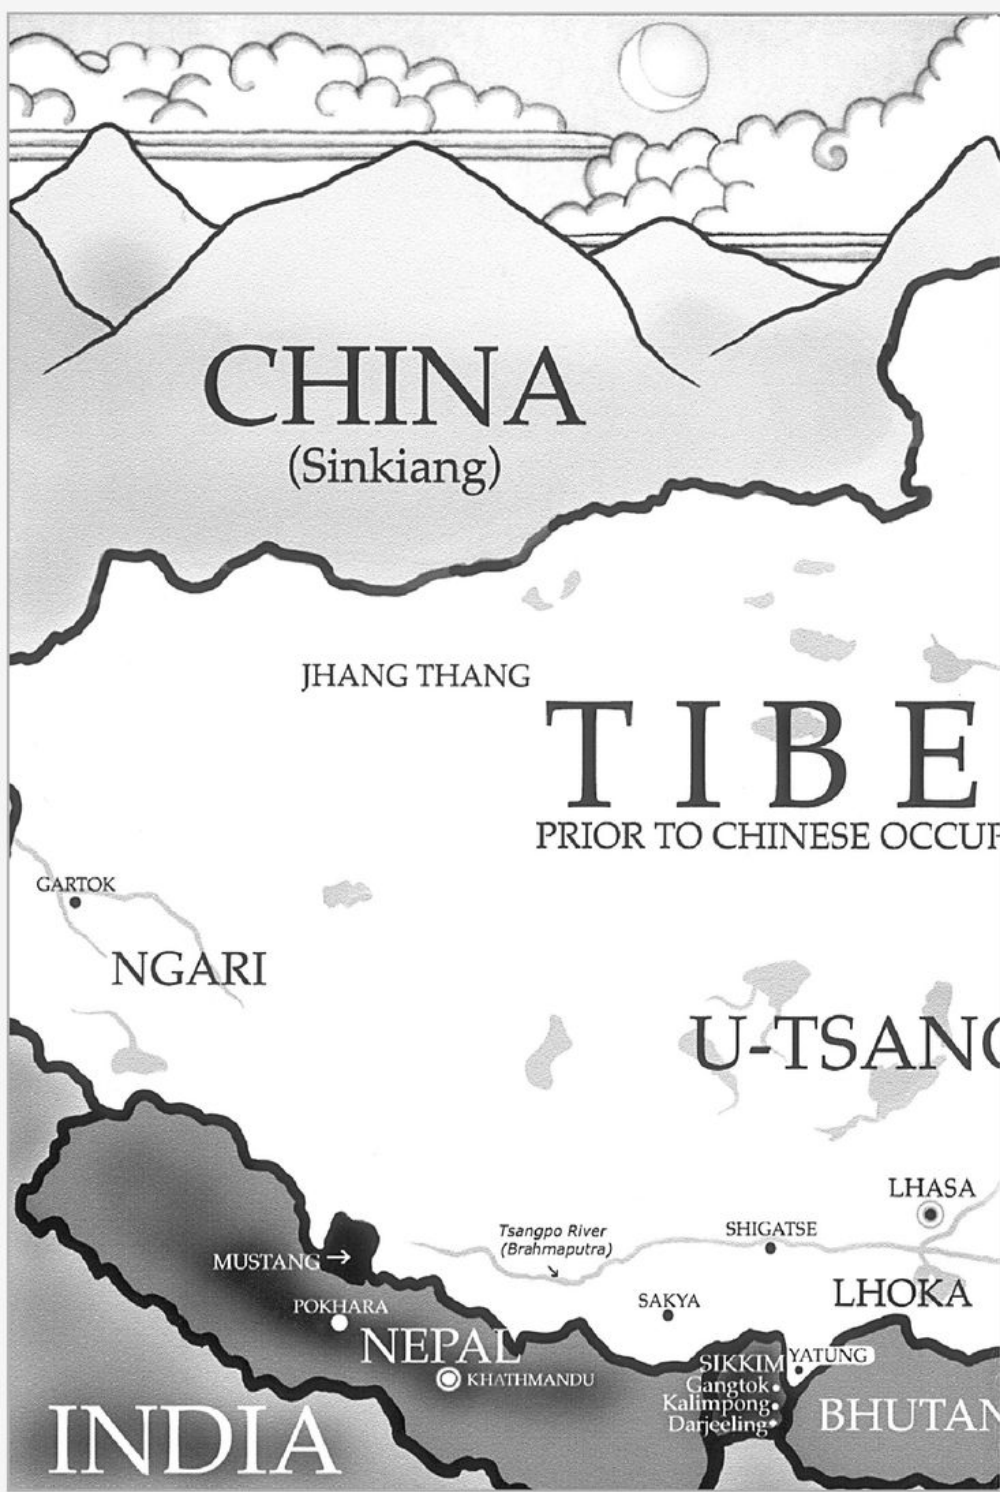 CHINA
(Sinkiang)
JHANG THANG
TIBE
PRIOR TO CHINESE OCCUP
GARTOK
NGARI
U-TSANG
LHASA
Tsangpo River
(Brahmaputra)
SHIGATSE
MUSTANG →
SAKYA
LHOKA
POKHARA
NEPAL
SIKKIM
YATUNG
KHATHMANDU
Gangtok
Kalimpong
Darjeeling
INDIA
BHUTAN